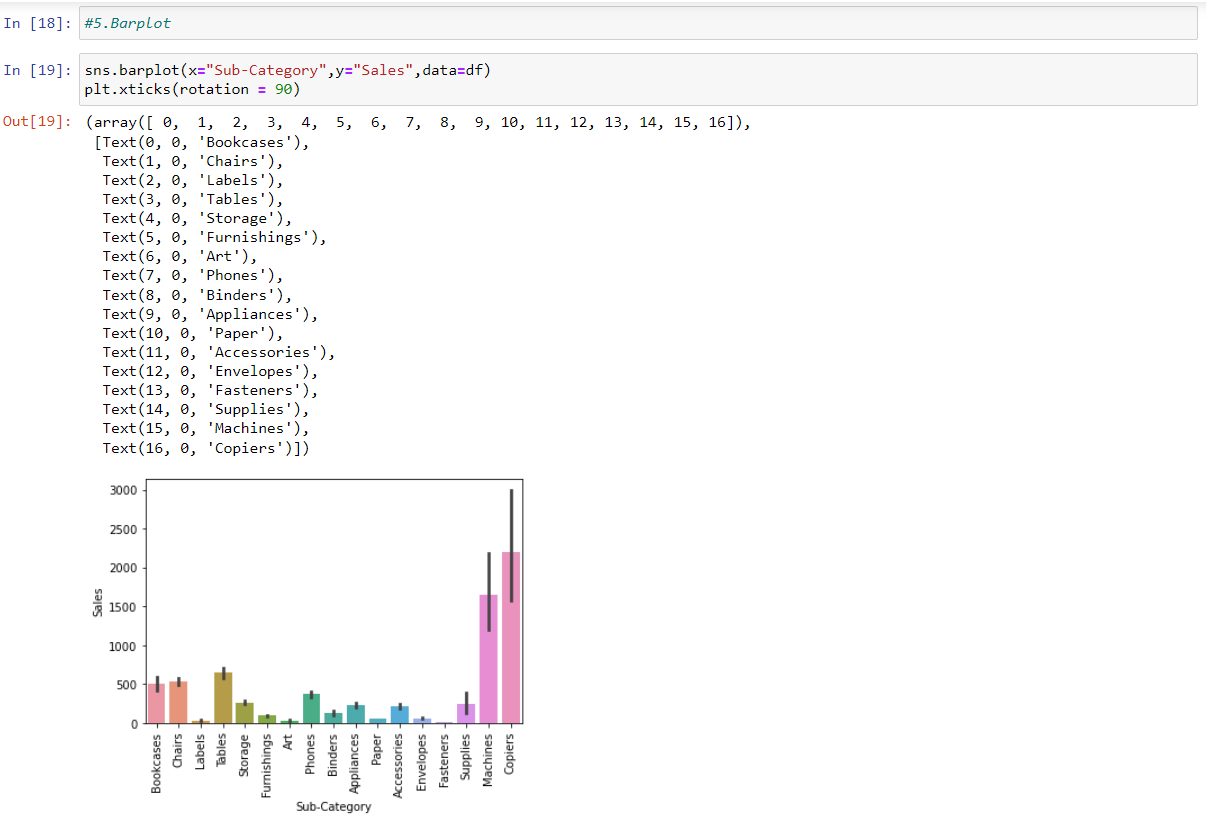 In [18]: #5.Barplot
In [19]: sns.barplot(x="Sub-Category",y="Sales",data=df)
plt.xticks(rotation = 90)
Out[19]: (array([ 0,  1,  2,  3,  4,  5,  6,  7,  8,  9, 10, 11, 12, 13, 14, 15, 16]),
[Text(0, 0, 'Bookcases'),
Text(1, 0, 'Chairs'),
Text(2, 0, 'Labels'),
Text(3, 0, 'Tables'),
Text(4, 0, 'Storage'),
Text(5, 0, 'Furnishings'),
Text(6, 0, 'Art'),
Text(7, 0, 'Phones'),
Text(8, 0, 'Binders'),
Text(9, 0, 'Appliances'),
Text(10, 0, 'Paper'),
Text(11, 0, 'Accessories'),
Text(12, 0, 'Envelopes'),
Text(13, 0, 'Fasteners'),
Text(14, 0, 'Supplies'),
Text(15, 0, 'Machines'),
Text(16, 0, 'Copiers')])
3000
2500
2000
1500
1000
500
0
Sales
Bookcases
Chairs
Labels
Tables
Storage
Furnishings
Art
Phones
Binders
Appliances
Paper
Accessories
Envelopes
Fasteners
Supplies
Machines
Copiers
Sub-Category